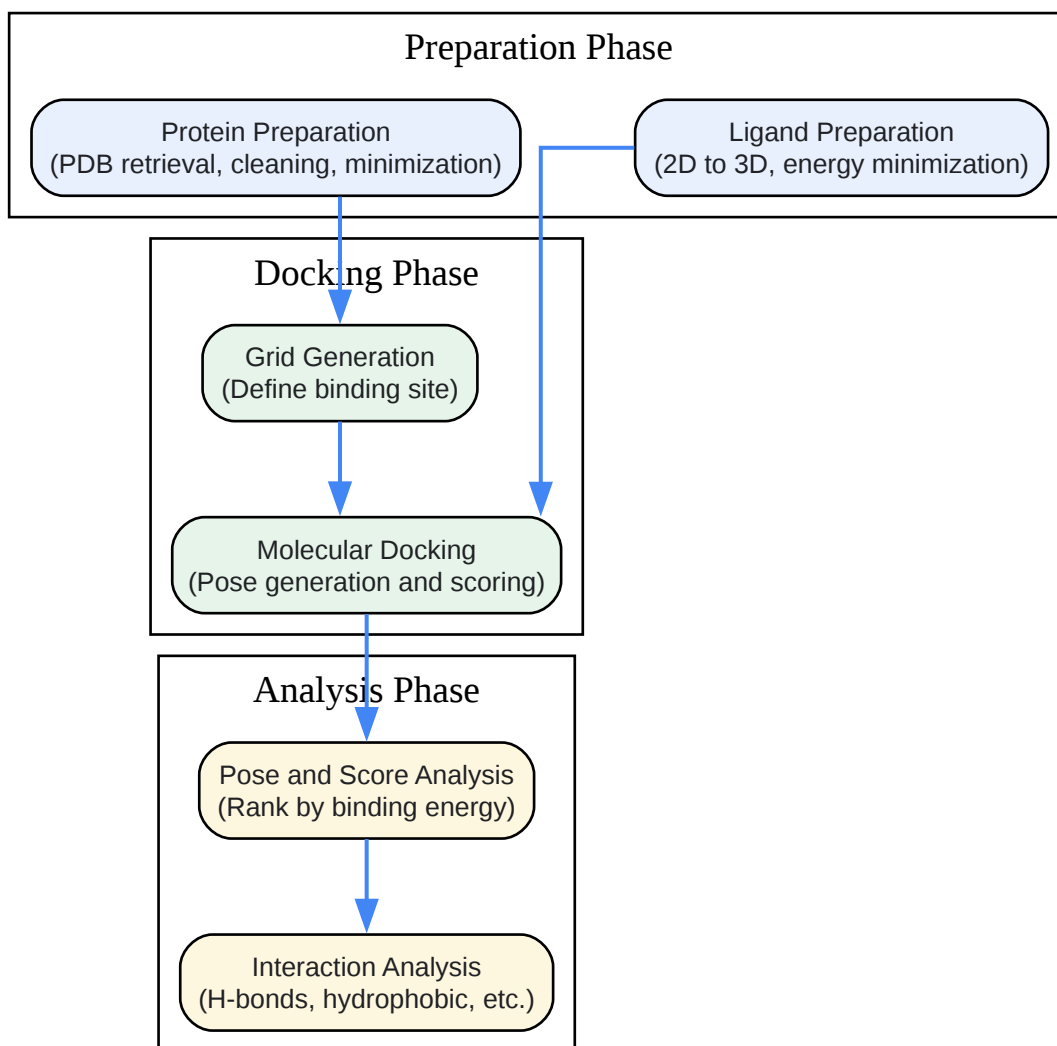 Preparation Phase
Protein Preparation
(PDB retrieval, cleaning, minimization)
Ligand Preparation
(2D to 3D, energy minimization)
Docking Phase
Grid Generation
(Define binding site)
Molecular Docking
(Pose generation and scoring)
Analysis Phase
Pose and Score Analysis
(Rank by binding energy)
Interaction Analysis
(H-bonds, hydrophobic, etc.)